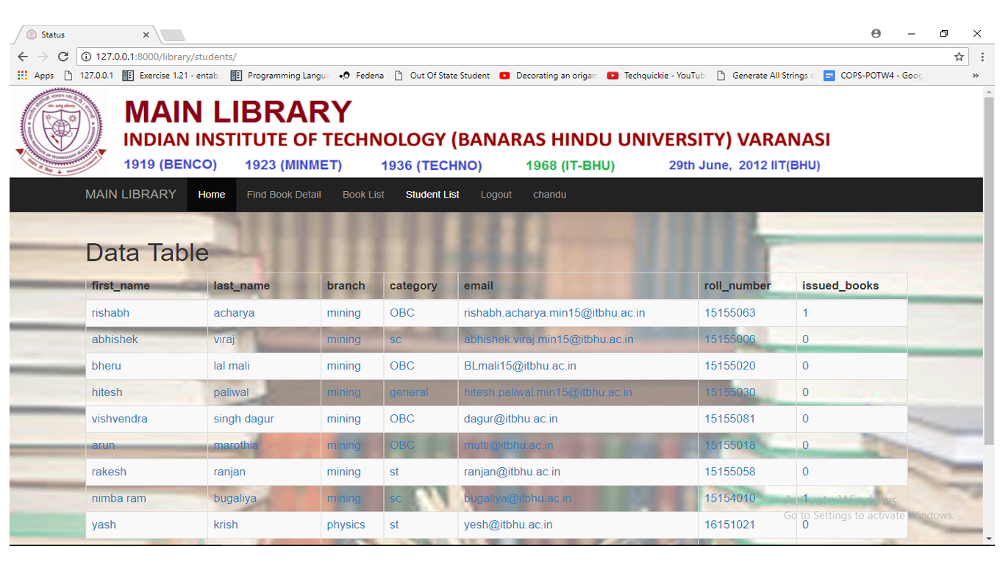 Status
127.0.0.1:8000/library/students/
Apps 127.0.0.1 Exercise 1.21 - entab Programming Langua Fedena Out Of State Student Decorating an origam Techquickie - YouTub Generate All Strings c COPS-POTW4 - Goog »
MAIN LIBRARY
INDIAN INSTITUTE OF TECHNOLOGY (BANARAS HINDU UNIVERSITY) VARANASI
1919 (BENCO) 1923 (MINMET) 1936 (TECHNO) 1968 (IT-BHU) 29th June, 2012 IIT(BHU)
MAIN LIBRARY Home Find Book Detail Book List Student List Logout chandu
Data Table
first_name last_name branch category email roll_number issued_books
rishabh acharya mining OBC rishabh.acharya.min15@itbhu.ac.in 15155063 1
abhishek viraj mining sc abhishek.viraj.min15@itbhu.ac.in 15155006 0
bheru lal mali mining OBC BLmali15@itbhu.ac.in 15155020 0
hitesh paliwal mining general hitesh.paliwal.min15@itbhu.ac.in 15155030 0
vishvendra singh dagur mining OBC dagur@itbhu.ac.in 15155081 0
arun marothia mining OBC mutti@itbhu.ac.in 15155018 0
rakesh ranjan mining st ranjan@itbhu.ac.in 15155058 0
nimba ram bugaliya mining sc bugaliya@itbhu.ac.in 15154010 1
Activate Windows
Go to Settings to activate Windows.
yash krish physics st yesh@itbhu.ac.in 16151021 0